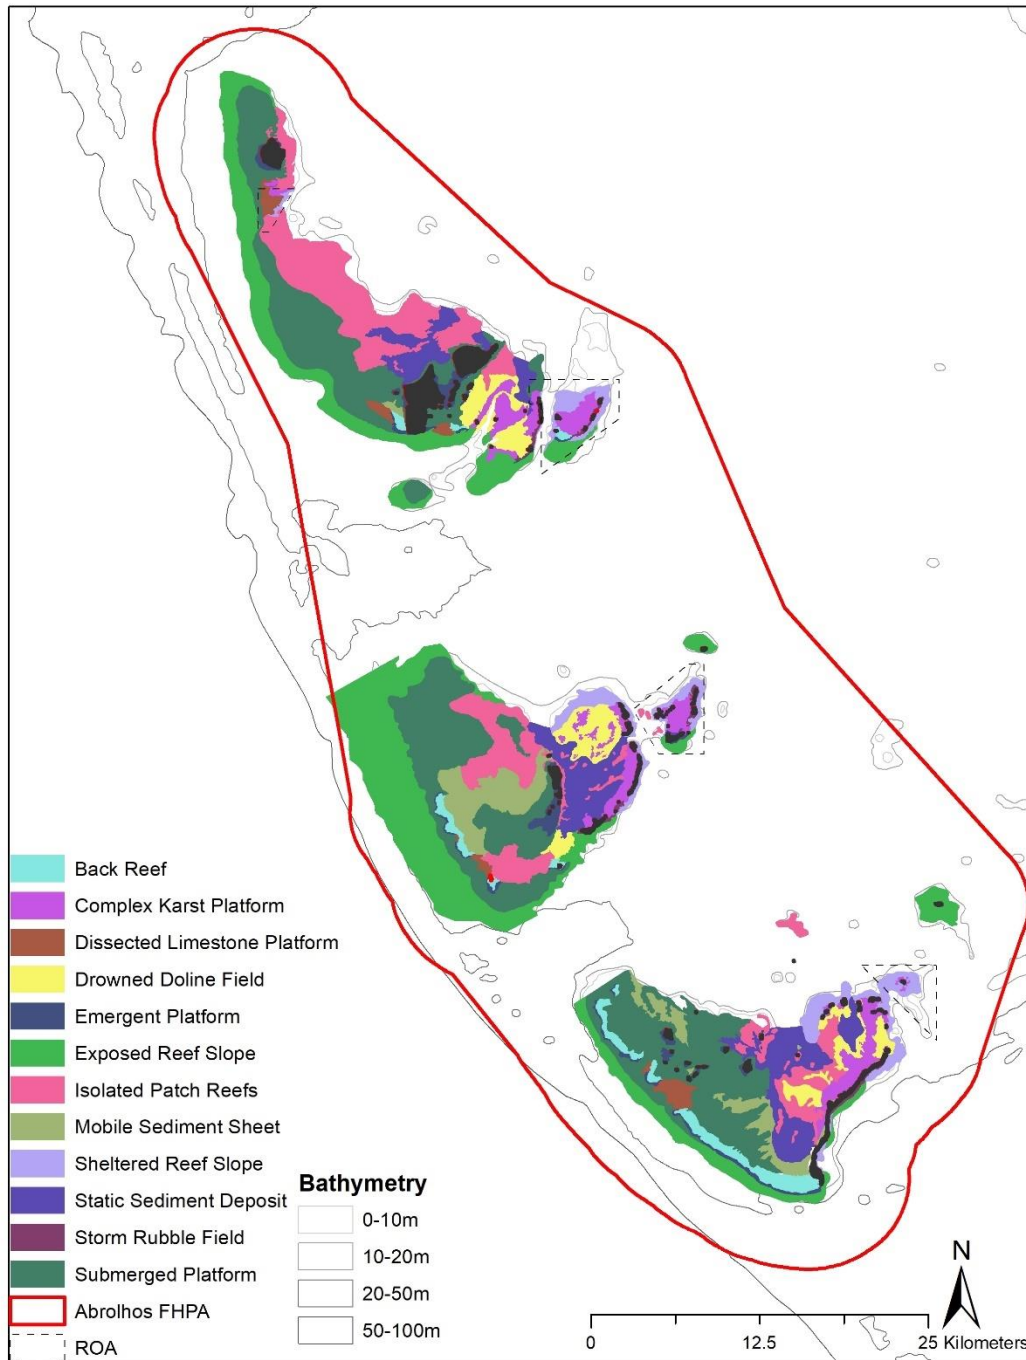 Back Reef
Complex Karst Platform
Dissected Limestone Platform
Drowned Doline Field
Emergent Platform
Exposed Reef Slope
Isolated Patch Reefs
Mobile Sediment Sheet
Sheltered Reef Slope
Static Sediment Deposit
Storm Rubble Field
Submerged Platform
Abrolhos FHPA
ROA
Bathymetry
0-10m
10-20m
20-50m
50-100m
N
0 12.5 25 Kilometers